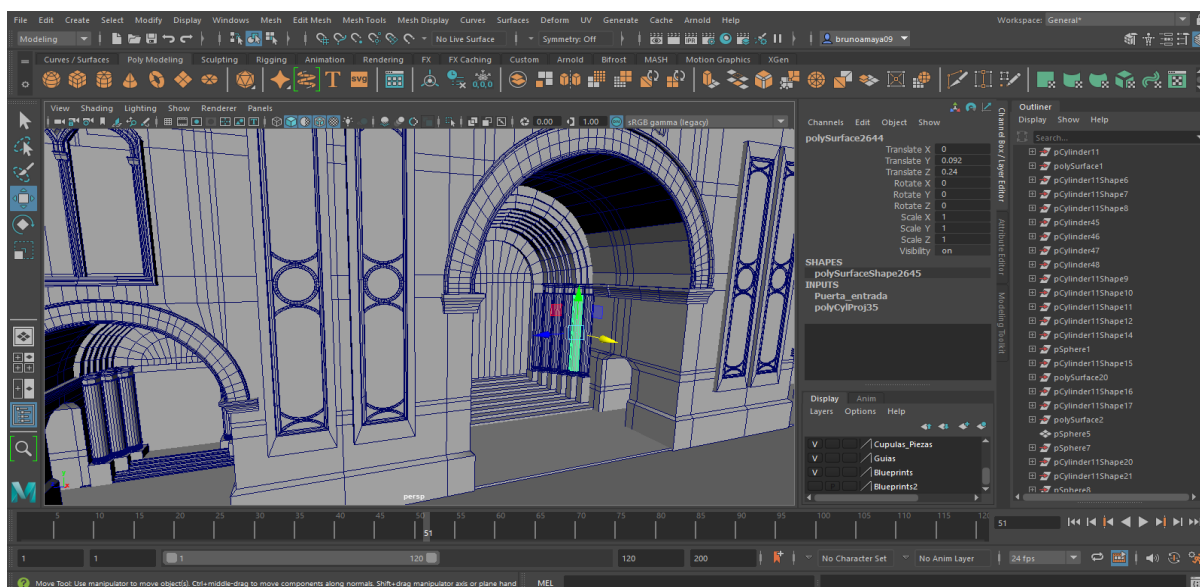 File Edit Create Select Modify Display Windows Mesh Edit Mesh Mesh Tools Mesh Display Curves Surfaces Deform UV Generate Cache Arnold Help Workspace: General*
Modeling No Live Surface Symmetry: Off brunoamaya09
Curves / Surfaces Poly Modeling Sculpting Rigging Animation Rendering FX FX Caching Custom Arnold Bifrost MASH Motion Graphics XGen
T SVG 0,0,0
View Shading Lighting Show Renderer Panels
0.00 1.00 sRGB gamma (legacy)
persp
Channels Edit Object Show
polySurface2644
Translate X 0
Translate Y 0.092
Translate Z 0.24
Rotate X 0
Rotate Y 0
Rotate Z 0
Scale X 1
Scale Y 1
Scale Z 1
Visibility on
SHAPES
polySurfaceShape2645
INPUTS
Puerta_entrada
polyCylProj35
Display Anim
Layers Options Help
V Cupulas_Piezas
V Guias
V Blueprints
P Blueprints2
Channel Box / Layer Editor
Attribute Editor
Modeling Toolkit
Outliner
Display Show Help
Search...
pCylinder11
polySurface1
pCylinder11Shape6
pCylinder11Shape7
pCylinder11Shape8
pCylinder45
pCylinder46
pCylinder47
pCylinder48
pCylinder11Shape9
pCylinder11Shape10
pCylinder11Shape11
pCylinder11Shape12
pCylinder11Shape14
pSphere1
pCylinder11Shape15
polySurface20
pCylinder11Shape16
pCylinder11Shape17
polySurface2
pSphere5
pSphere7
pCylinder11Shape20
pCylinder11Shape21
pSphere8
5 10 15 20 25 30 35 40 45 50 55 60 65 70 75 80 85 90 95 100 105 110 115 120
51 51
1 1 1 120 120 200 No Character Set No Anim Layer 24 fps
Move Tool: Use manipulator to move object(s). Ctrl+middle-drag to move components along normals. Shift+drag manipulator axis or plane hand MEL